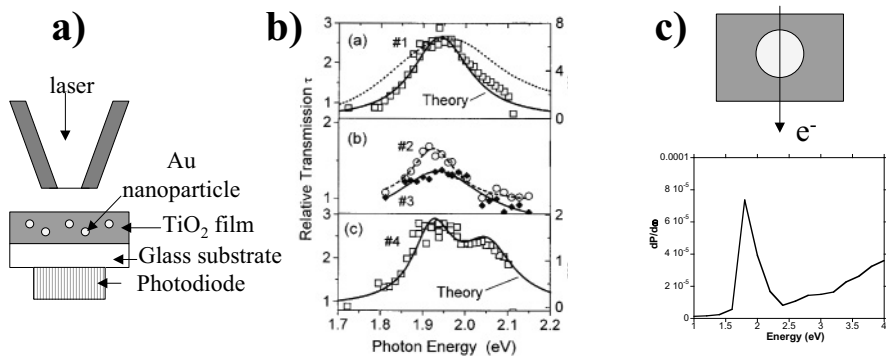 a)
laser
Au
nanoparticle
TiO2 film
Glass substrate
Photodiode
b)
3
(a)
#1
8
6
4
2
0
2
1
Theory
(b)
#2
#3
1
Relative Transmission τ
3
(c)
#4
2
1
2
1
0
Theory
1.7 1.8 1.9 2.0 2.1 2.2
Photon Energy (eV)
c)
e-
0.0001
8 10-5
6 10-5
4 10-5
2 10-5
0
dP/dω
1 1.5 2 2.5 3 3.5 4
Energy (eV)